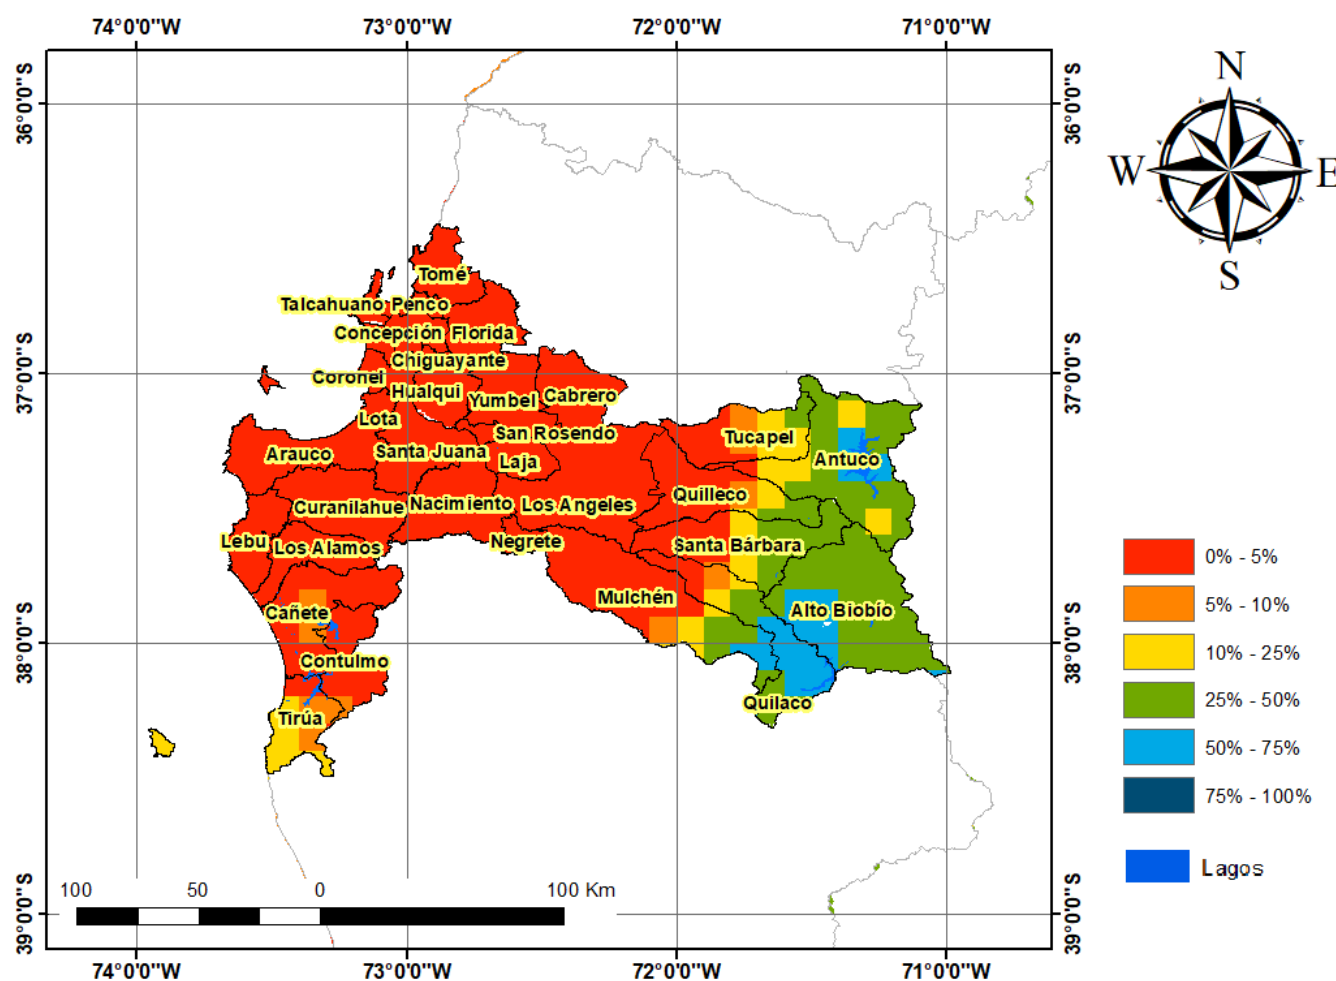 74°0'0"W 73°0'0"W 72°0'0"W 71°0'0"W
N
W E
S
36°0'0"S 36°0'0"S
37°0'0"S 37°0'0"S
38°0'0"S 38°0'0"S
39°0'0"S 39°0'0"S
Tomé
Talcahuano Penco
Concepción Florida
Chiguayante
Coronel
Hualqui
Yumbel
Cabrero
Lota
San Rosendo
Tucapel
Arauco
Santa Juana
Laja
Antuco
Quilleco
Curanilahue
Nacimiento
Los Angeles
Lebu
Los Alamos
Negrete
Santa Bárbara
Mulchén
Alto Biobío
Cañete
Contulmo
Quilaco
Tirúa
0% - 5%
5% - 10%
10% - 25%
25% - 50%
50% - 75%
75% - 100%
Lagos
100 50 0 100 Km
74°0'0"W 73°0'0"W 72°0'0"W 71°0'0"W